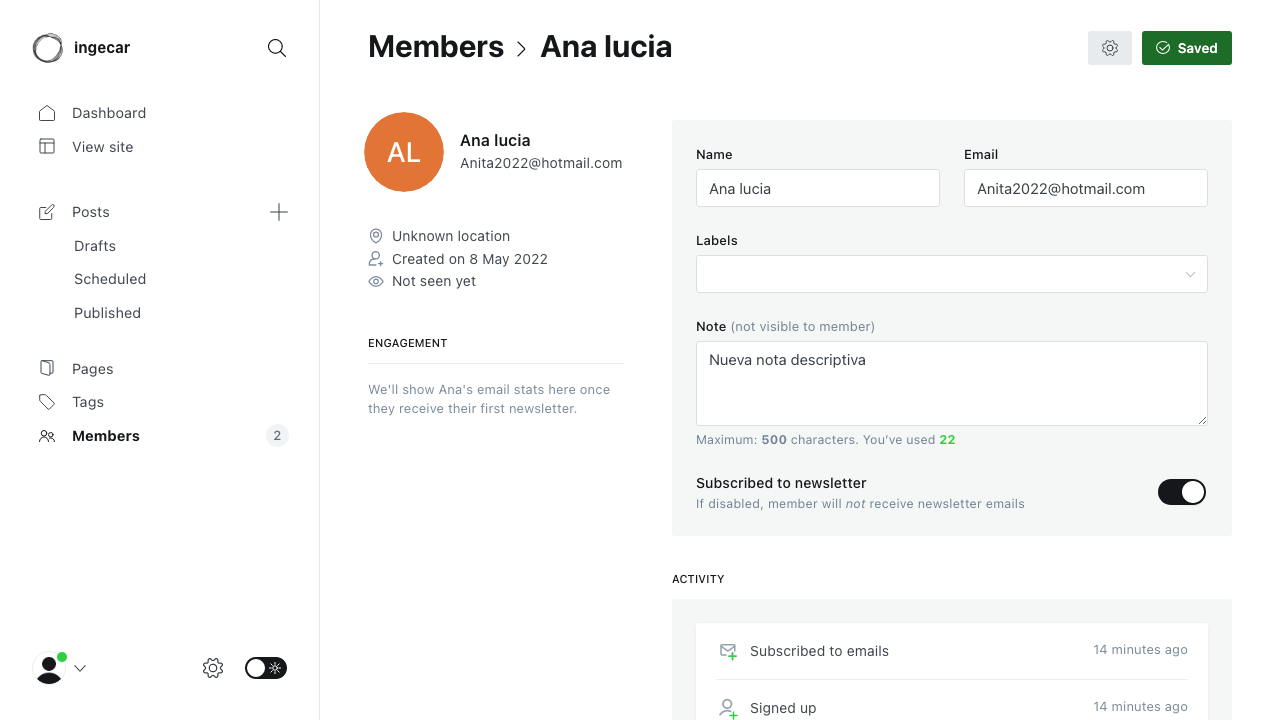 ingecar
Dashboard
View site
Posts
Drafts
Scheduled
Published
Pages
Tags
Members 2
Members Ana lucia
Saved
AL
Ana lucia
Anita2022@hotmail.com
Unknown location
Created on 8 May 2022
Not seen yet
ENGAGEMENT
We'll show Ana's email stats here once
they receive their first newsletter.
Name
Ana lucia
Email
Anita2022@hotmail.com
Labels
Note (not visible to member)
Nueva nota descriptiva
Maximum: 500 characters. You’ve used 22
Subscribed to newsletter
If disabled, member will not receive newsletter emails
ACTIVITY
Subscribed to emails 14 minutes ago
Signed up 14 minutes ago